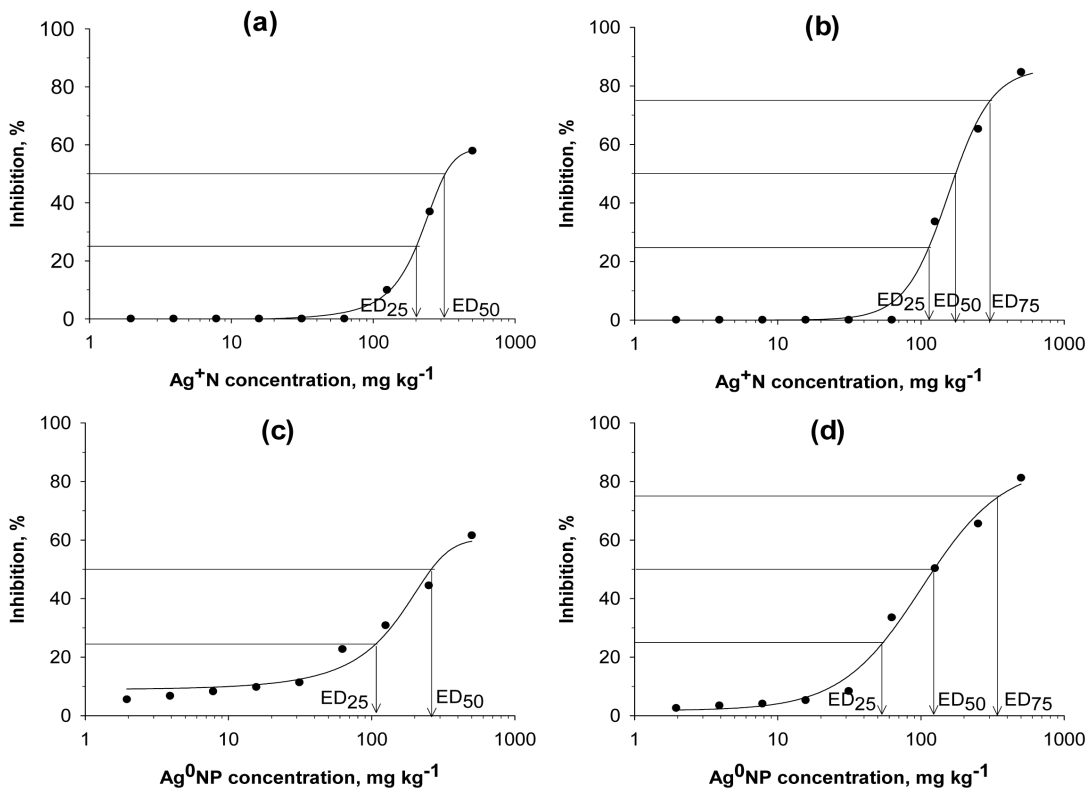 (a)
100
80
60
40
20
0
Inhibition, %
ED25
ED50
1
10
100
1000
Ag+N concentration, mg kg-1
(b)
100
80
60
40
20
0
Inhibition, %
ED25
ED50
ED75
1
10
100
1000
Ag+N concentration, mg kg-1
(c)
100
80
60
40
20
0
Inhibition, %
ED25
ED50
1
10
100
1000
Ag0NP concentration, mg kg-1
(d)
100
80
60
40
20
0
Inhibition, %
ED25
ED50
ED75
1
10
100
1000
Ag0NP concentration, mg kg-1